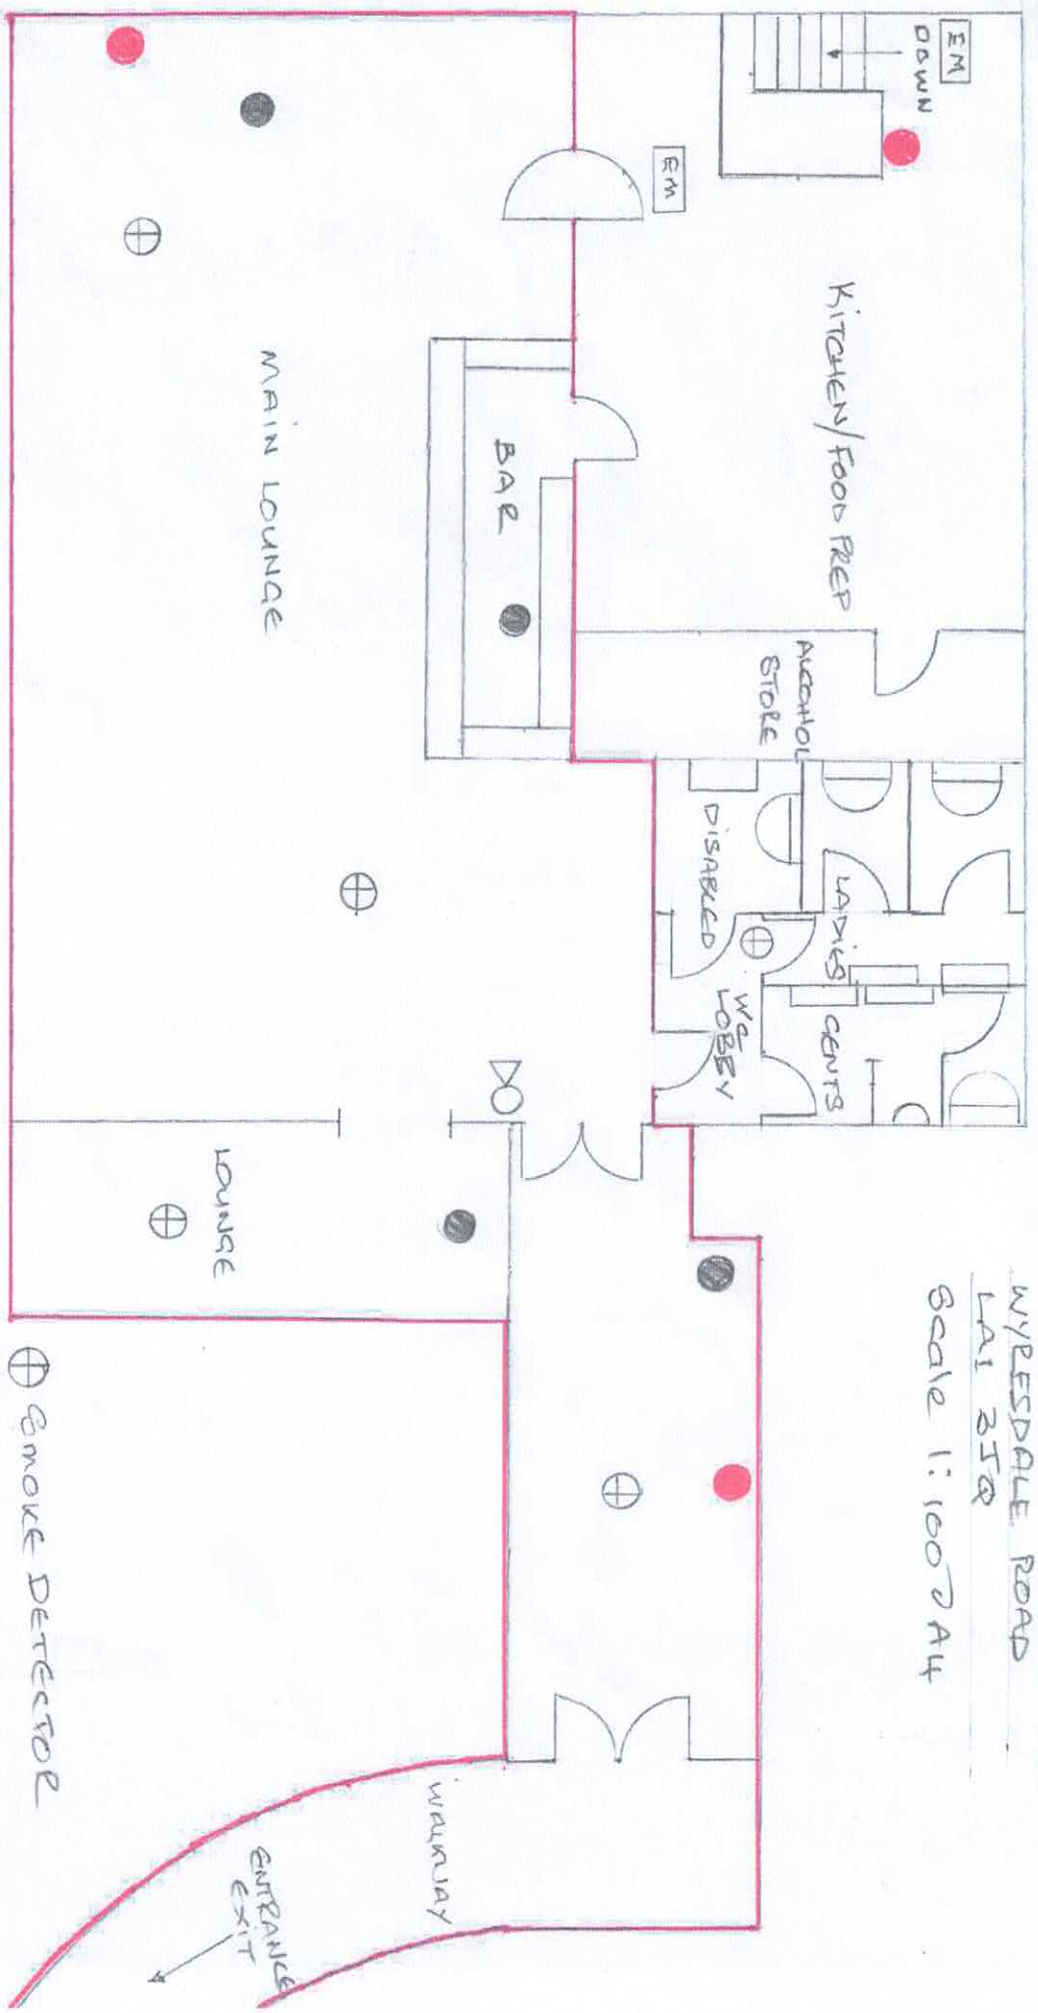 WYRESDALE ROAD
LA1 3JQ
Scale 1:100 @ A4
EM
DOWN
EM
KITCHEN/FOOD PREP
ALCOHOL
STORE
DISABLED
LADIES
WC
LOBBY
GENTS
BAR
MAIN LOUNGE
LOUNGE
WALKWAY
ENTRANCE
EXIT
SMOKE DETECTOR